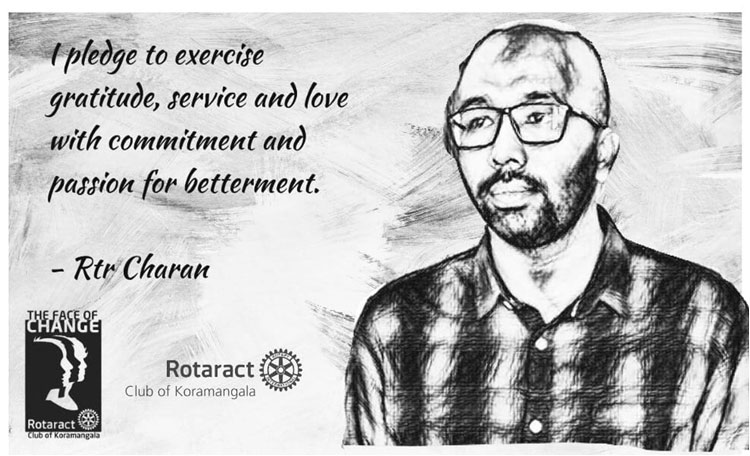 I pledge to exercise
gratitude, service and love
with commitment and
passion for betterment.
- Rtr Charan
THE FACE OF
CHANGE
Rotaract
Club of Koramangala
Rotaract
Club of Koramangala